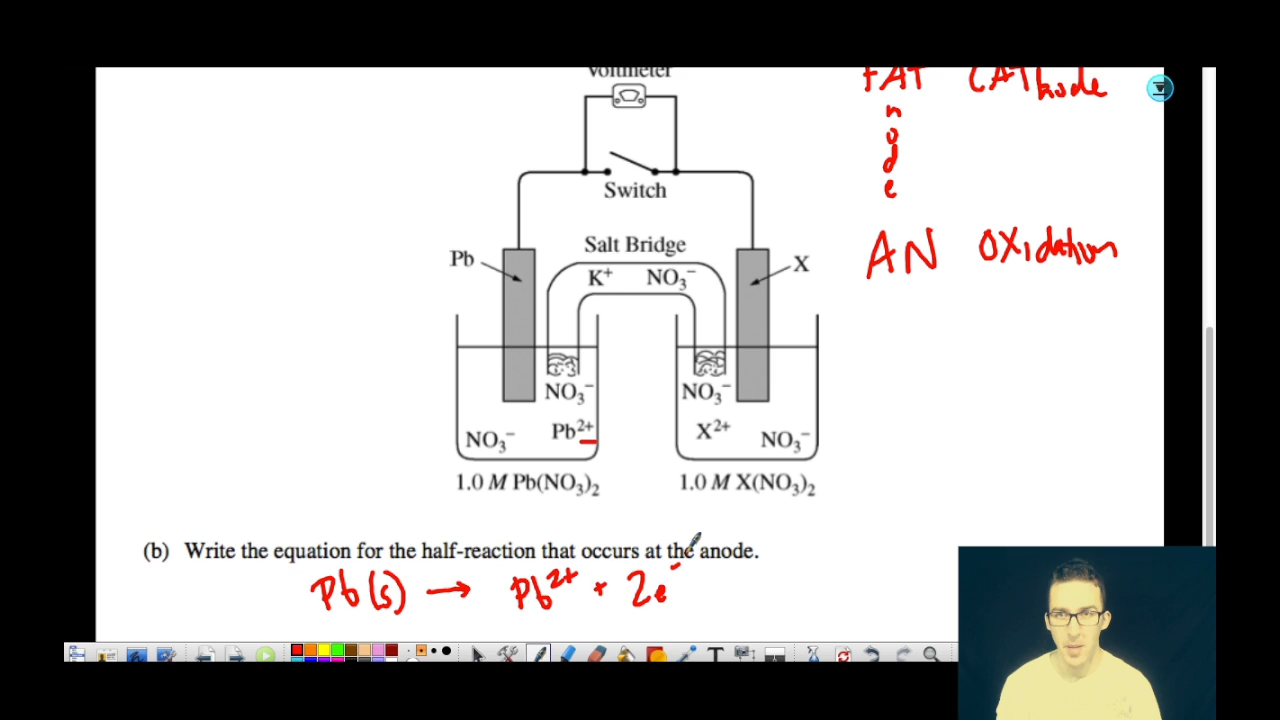 Voltmeter
FAT CATHode
node
Switch
AN OXidation
Pb
Salt Bridge
X
K⁺ NO₃⁻
NO₃⁻ NO₃⁻
NO₃⁻ Pb²⁺ X²⁺ NO₃⁻
1.0 M Pb(NO₃)₂ 1.0 M X(NO₃)₂
(b) Write the equation for the half-reaction that occurs at the anode.
Pb(s) → Pb²⁺ + 2e⁻
T